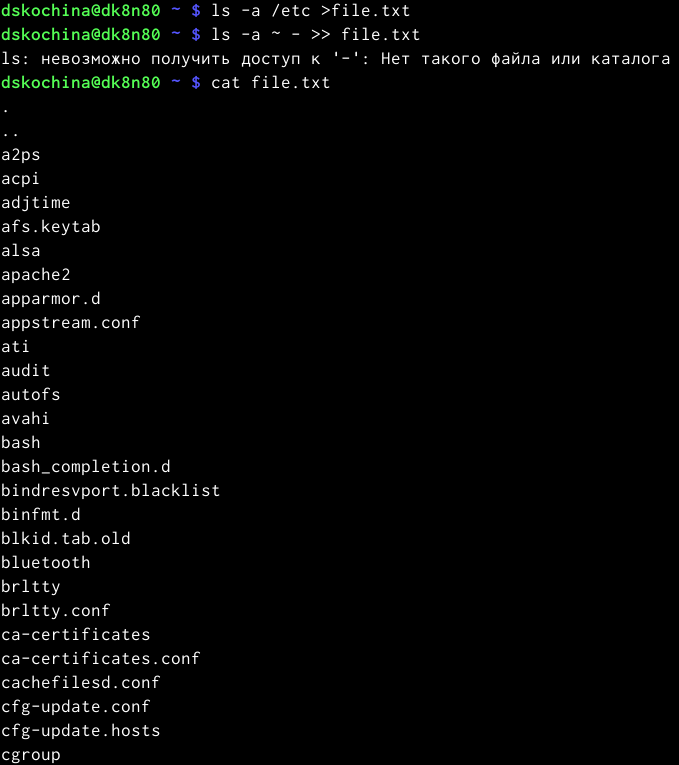 dskochina@dk8n80 ~ $ ls -a /etc >file.txt
dskochina@dk8n80 ~ $ ls -a ~ - >> file.txt
ls: невозможно получить доступ к '-': Нет такого файла или каталога
dskochina@dk8n80 ~ $ cat file.txt
.
..
a2ps
acpi
adjtime
afs.keytab
alsa
apache2
apparmor.d
appstream.conf
ati
audit
autofs
avahi
bash
bash_completion.d
bindresvport.blacklist
binfmt.d
blkid.tab.old
bluetooth
brltty
brltty.conf
ca-certificates
ca-certificates.conf
cachefilesd.conf
cfg-update.conf
cfg-update.hosts
cgroup